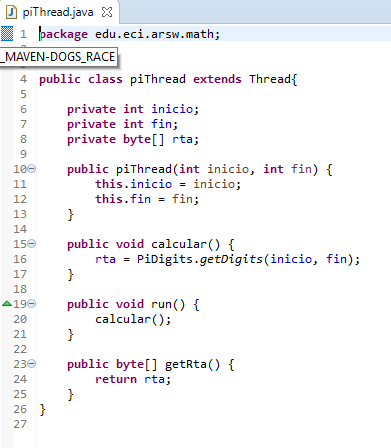 piThread.java
1 package edu.eci.arsw.math;
_MAVEN-DOGS_RACE
4 public class piThread extends Thread{
5
6 private int inicio;
7 private int fin;
8 private byte[] rta;
9
10 public piThread(int inicio, int fin) {
11 this.inicio = inicio;
12 this.fin = fin;
13 }
14
15 public void calcular() {
16 rta = PiDigits.getDigits(inicio, fin);
17 }
18
19 public void run() {
20 calcular();
21 }
22
23 public byte[] getRta() {
24 return rta;
25 }
26 }
27